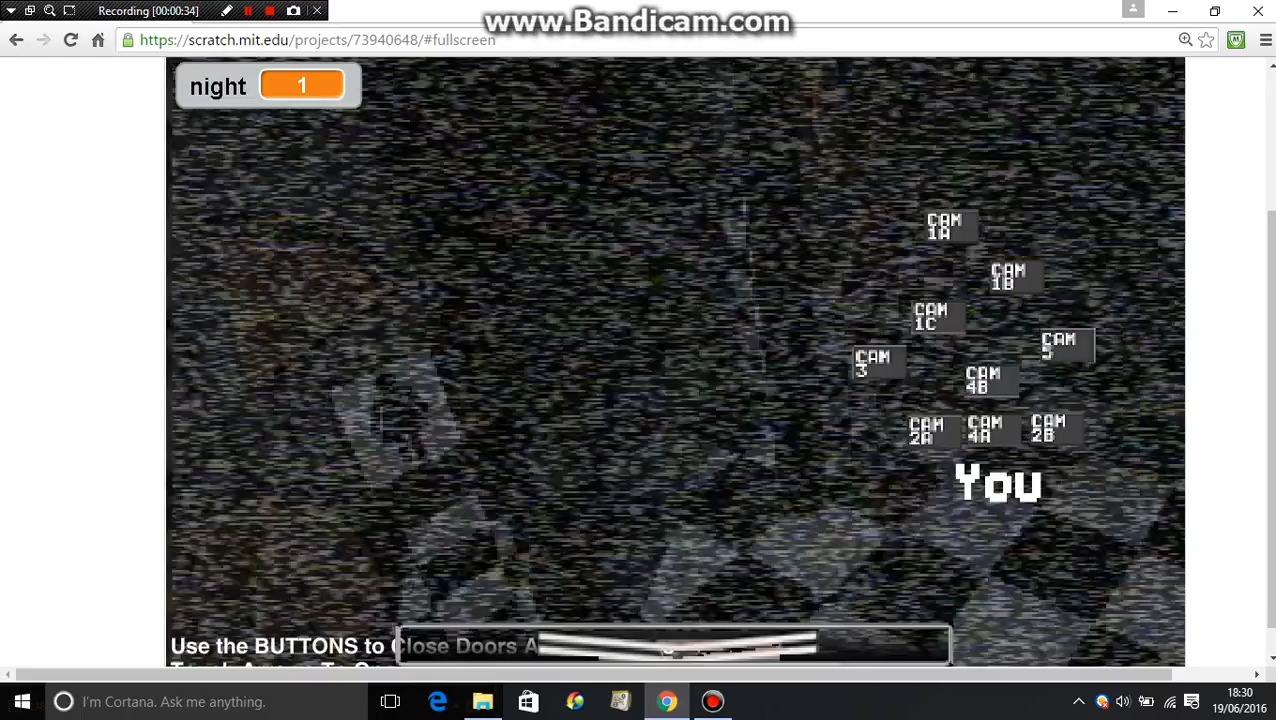 Recording [00:00:34]
www.Bandicam.com
https://scratch.mit.edu/projects/73940648/#fullscreen
night 1
CAM
1A
CAM
1B
CAM
1C
CAM
5
CAM
3
CAM
4B
CAM
2A
CAM
4A
CAM
2B
You
Use the BUTTONS to Close Doors A
I'm Cortana. Ask me anything.
18:30
19/06/2016